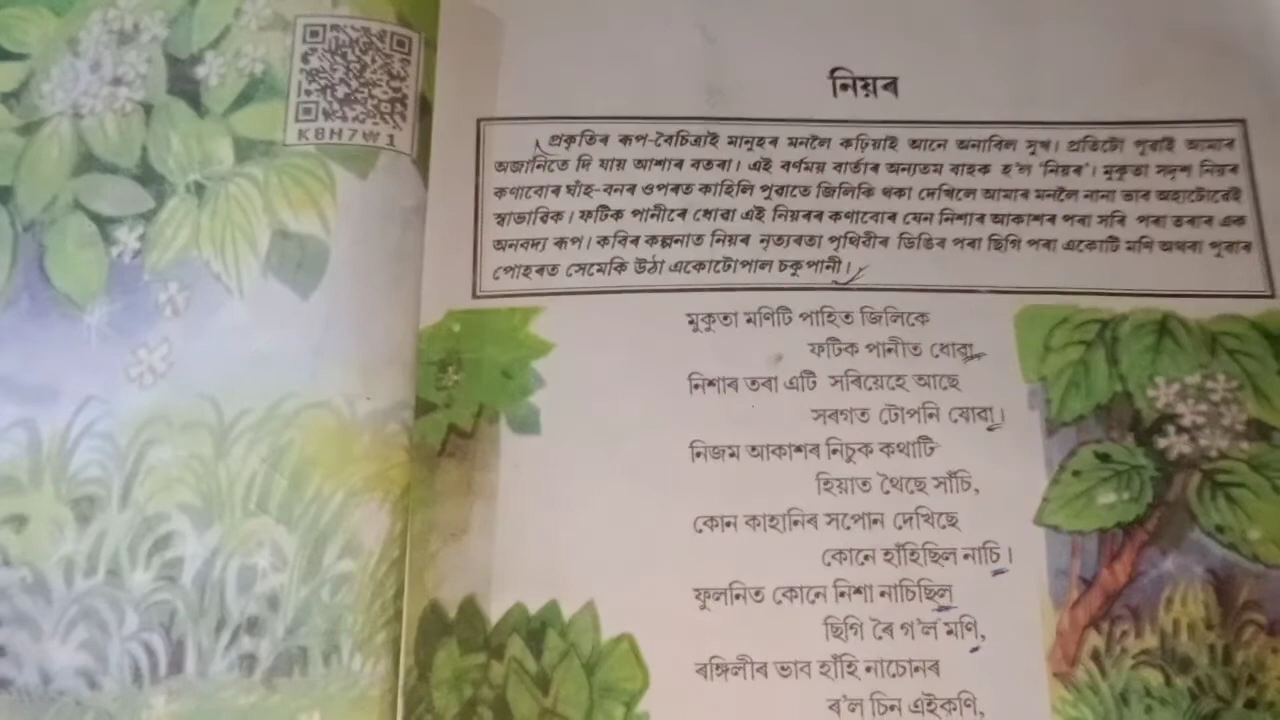 K8H7W1
নিয়ৰ
প্ৰকৃতিৰ ৰূপ-বৈচিত্ৰ্যই মানুহৰ মনলৈ কঢ়িয়াই আনে অনাবিল সুখ। প্ৰতিটো পুৱাই আমাৰ
অজানিতে দি যায় আশাৰ বতৰা। এই বৰ্ণময় বাৰ্তাৰ অন্যতম বাহক হ'ল 'নিয়ৰ'। মুকুতা সদৃশ নিয়ৰ
কণাবোৰ ঘাঁহ-বনৰ ওপৰত কাহিলি পুৱাতে জিলিকি থকা দেখিলে আমাৰ মনলৈ নানা ভাব অহাটোৱেই
স্বাভাৱিক। ফটিক পানীৰে ধোৱা এই নিয়ৰৰ কণাবোৰ যেন নিশাৰ আকাশৰ পৰা সৰি পৰা তৰাৰ এক
অনবদ্য ৰূপ। কবিৰ কল্পনাত নিয়ৰ নৃত্যৰতা পৃথিৱীৰ ডিঙিৰ পৰা ছিগি পৰা একোটি মণি অথবা পুৱাৰ
পোহৰত সেমেকি উঠা একোটোপাল চকুপানী।
মুকুতা মণিটি পাহিত জিলিকে
ফটিক পানীত ধোৱা,
নিশাৰ তৰা এটি সৰিয়েহে আছে
সৰগত টোপনি যোৱা।
নিজম আকাশৰ নিচুক কথাটি
হিয়াত থৈছে সাঁচি,
কোন কাহানিৰ সপোন দেখিছে
কোনে হাঁহিছিল নাচি।
ফুলনিত কোনে নিশা নাচিছিল
ছিগি ৰৈ গ'ল মণি,
ৰঙ্গিলীৰ ভাব হাঁহি নাচোনৰ
ৰ'ল চিন এইকণি,